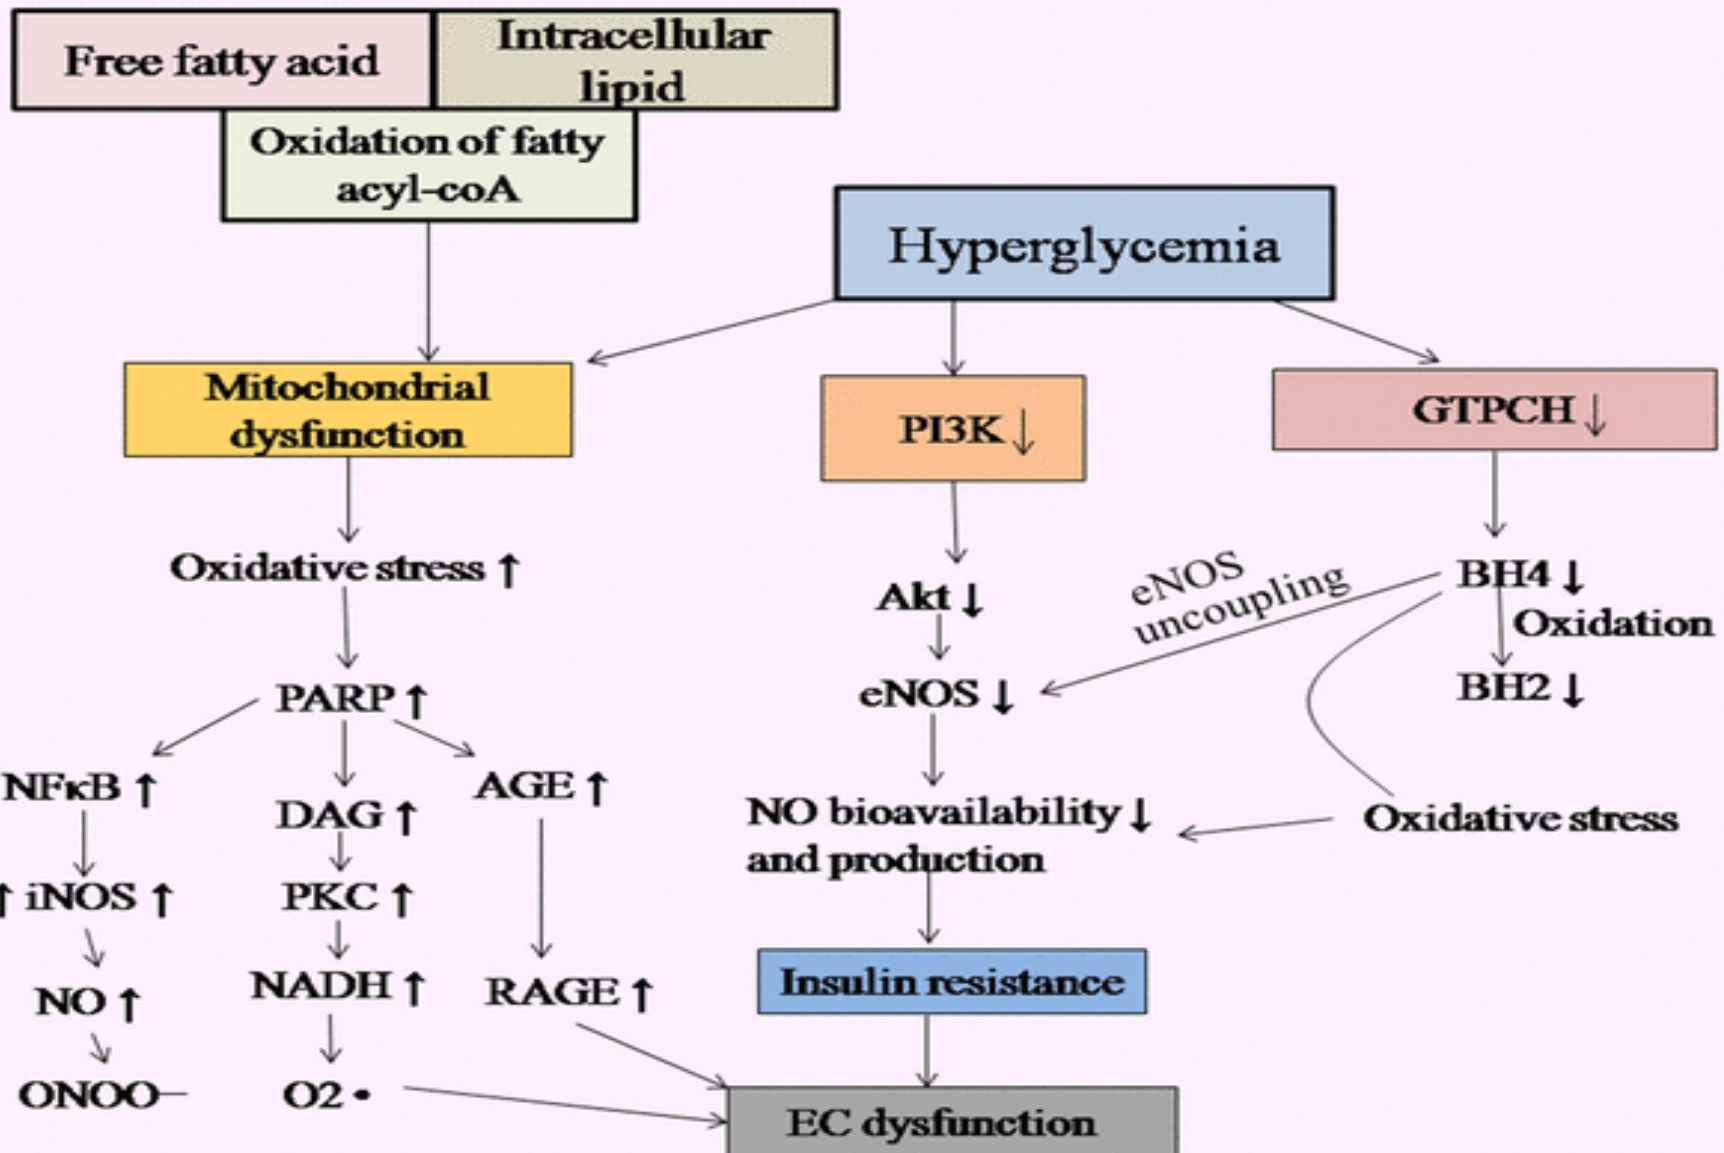 Free fatty acid
Intracellular
lipid
Oxidation of fatty
acyl-coA
Hyperglycemia
Mitochondrial
dysfunction
PI3K ↓
GTPCH ↓
Oxidative stress ↑
Akt ↓
eNOS
uncoupling
BH4 ↓
Oxidation
PARP ↑
eNOS ↓
BH2 ↓
NFκB ↑
DAG ↑
AGE ↑
NO bioavailability ↓
and production
Oxidative stress
↑ iNOS ↑
PKC ↑
NO ↑
NADH ↑
RAGE ↑
Insulin resistance
ONOO—
O2 •
EC dysfunction